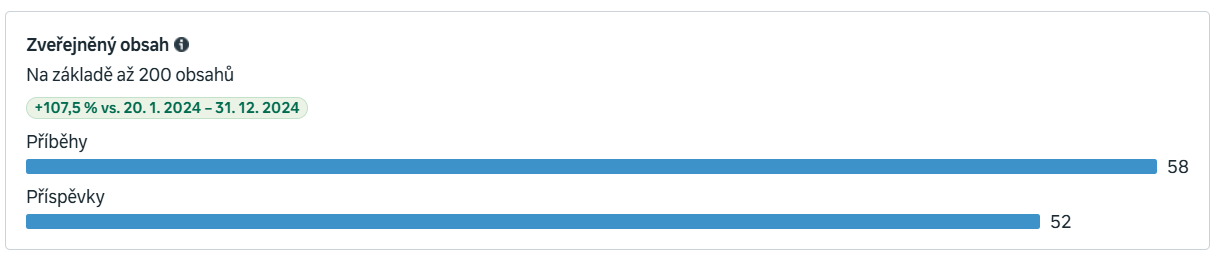 Zveřejněný obsah
Na základě až 200 obsahů
+107,5 % vs. 20. 1. 2024 – 31. 12. 2024
Příběhy
58
Příspěvky
52